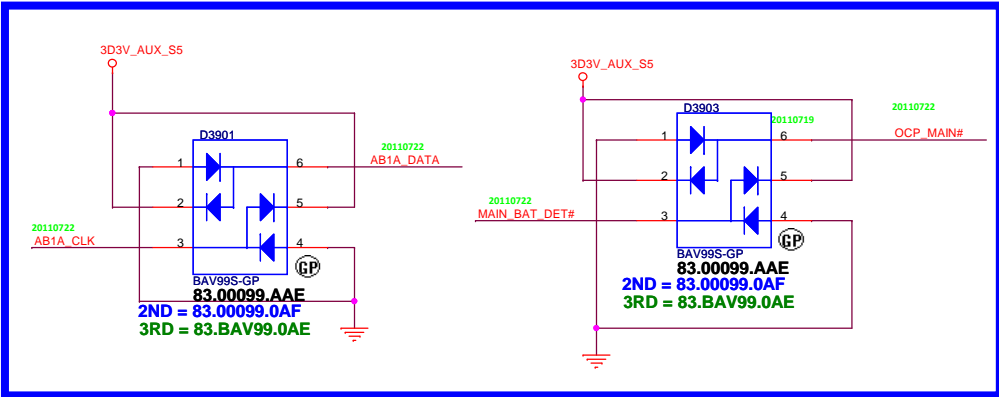 3D3V_AUX_S5
D3901
1
6
20110722
AB1A_DATA
2
5
20110722
AB1A_CLK
3
4
GP
BAV99S-GP
83.00099.AAE
2ND = 83.00099.0AF
3RD = 83.BAV99.0AE
3D3V_AUX_S5
D3903
20110719
20110722
1
6
OCP_MAIN#
2
5
20110722
MAIN_BAT_DET#
3
4
GP
BAV99S-GP
83.00099.AAE
2ND = 83.00099.0AF
3RD = 83.BAV99.0AE